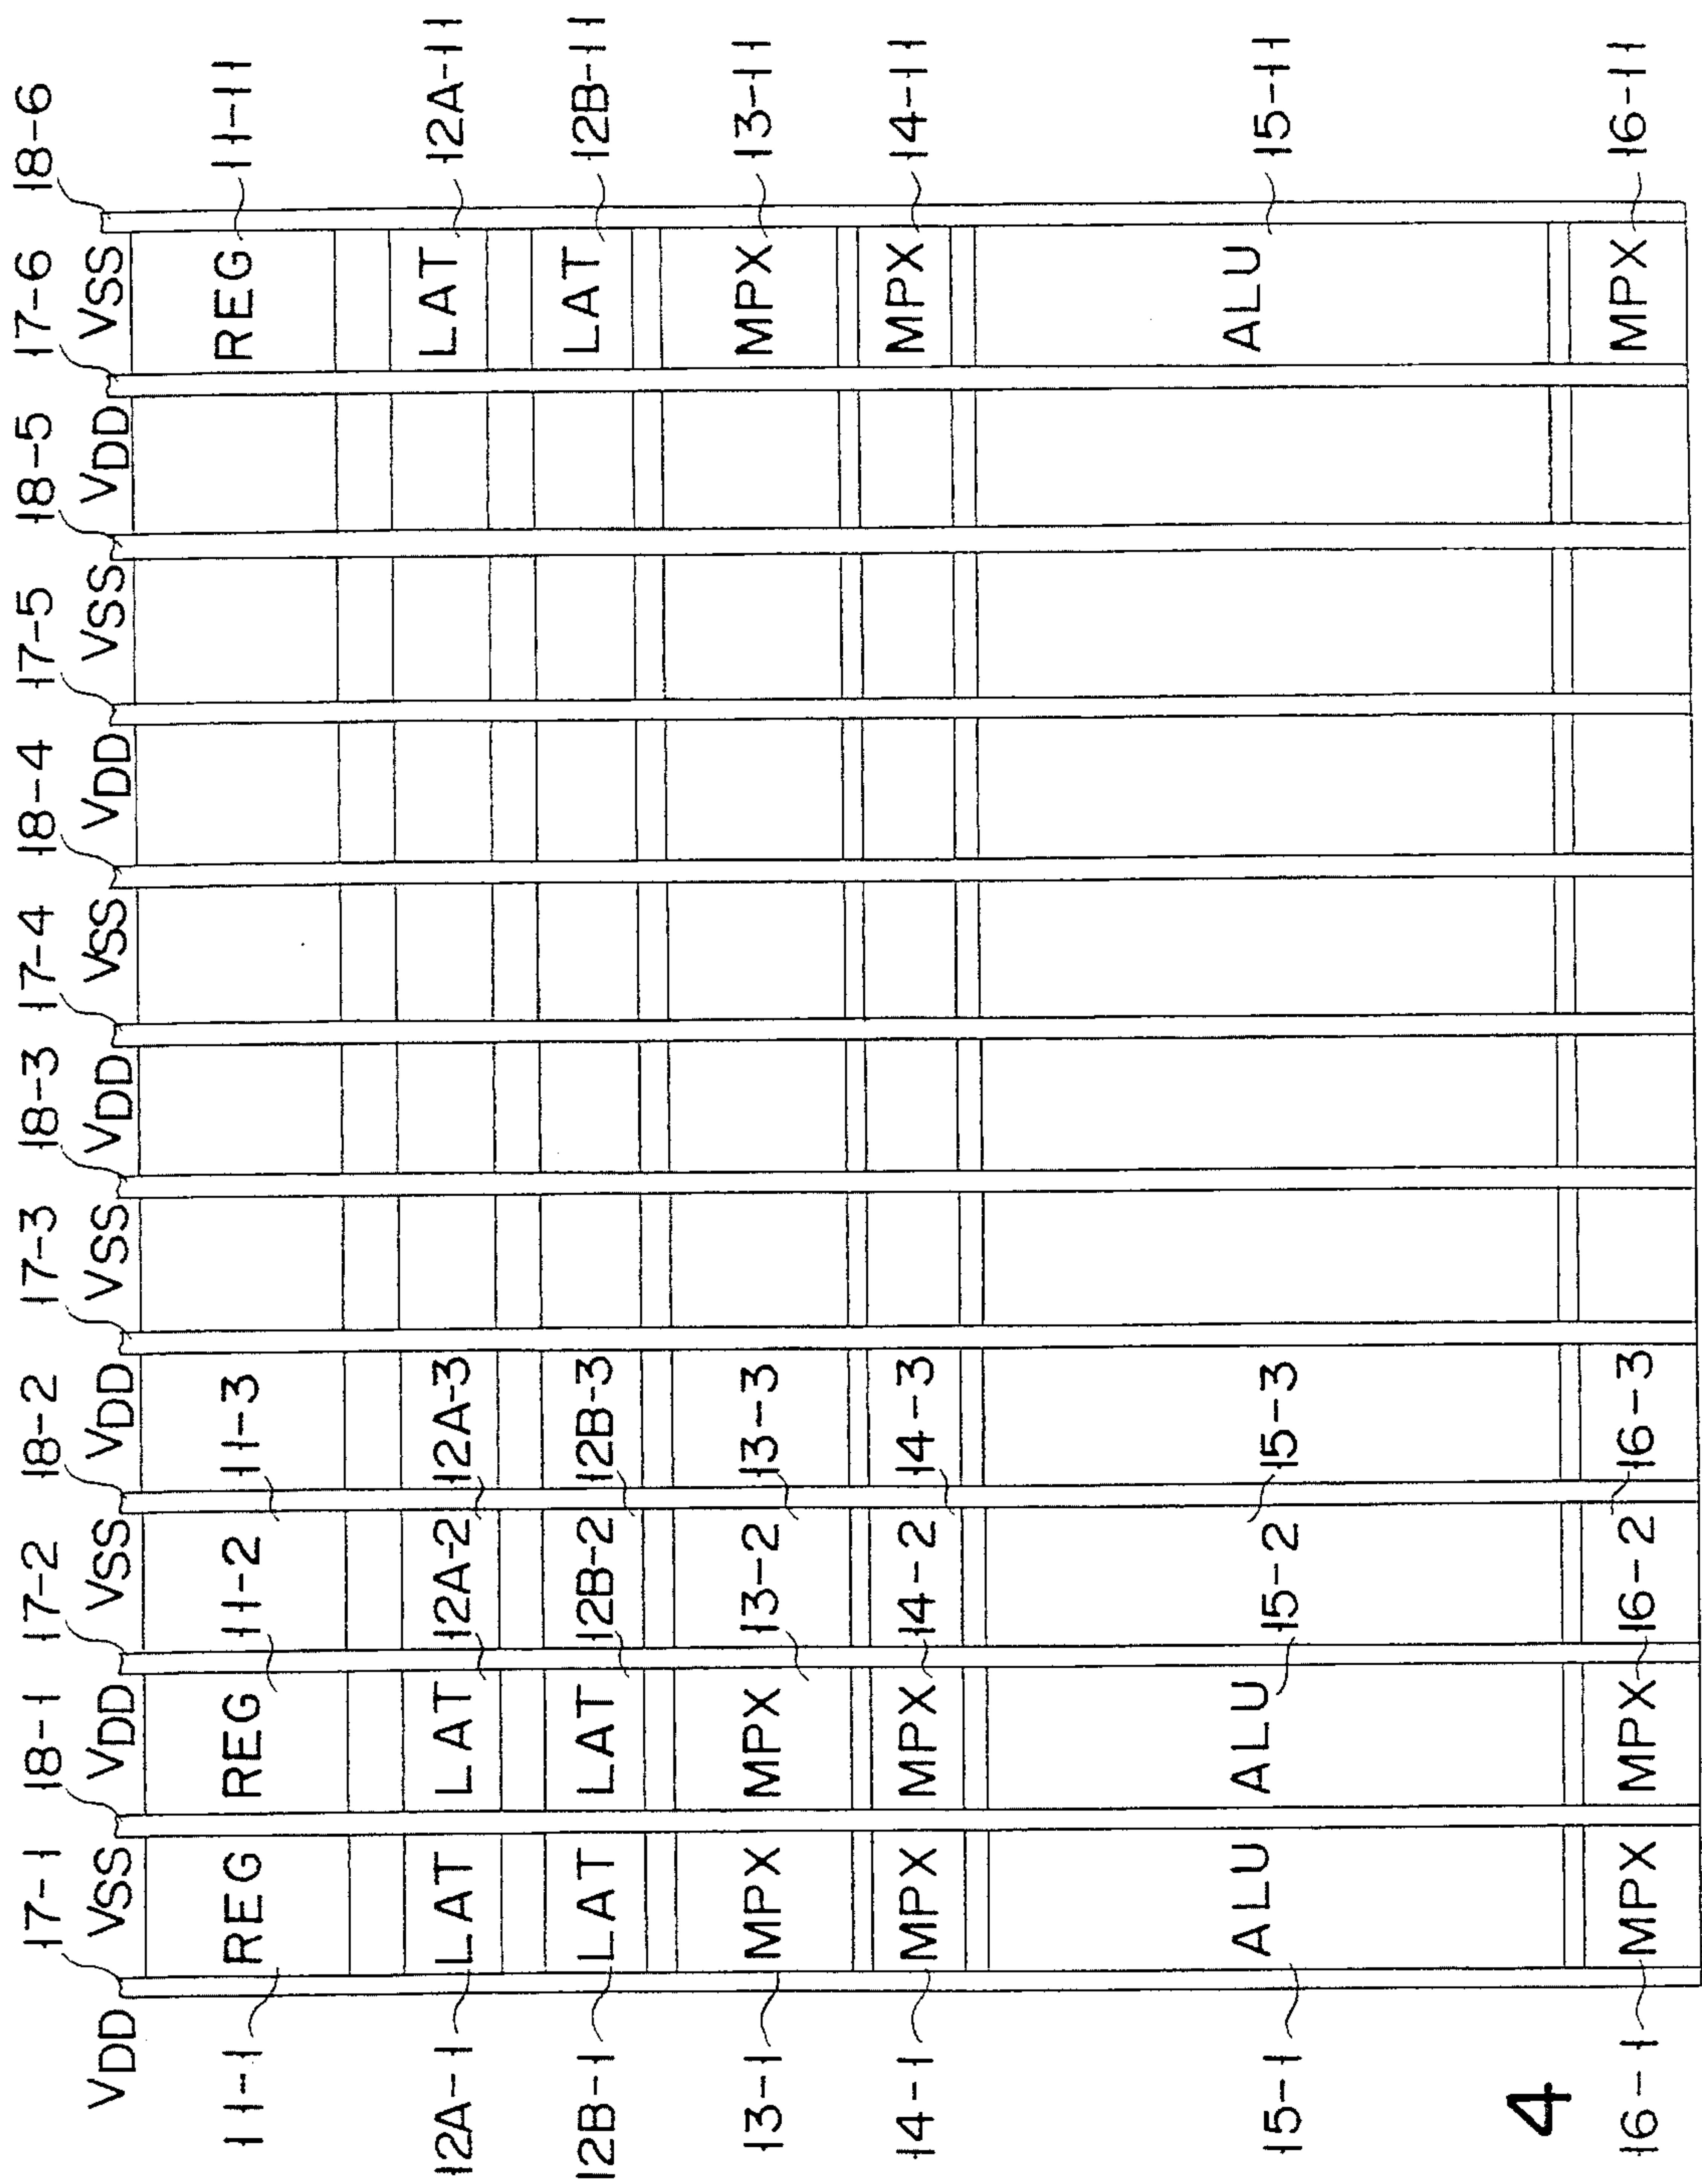 17-1 18-1 17-2 18-2 17-3 18-3 17-4 18-4 17-5 18-5 17-6 18-6
VDD VSS VDD VSS VDD VSS VDD VSS VDD VSS VDD VSS
11-1 REG REG 11-2 11-3 REG 11-11
12A-1 LAT LAT 12A-2 12A-3 LAT 12A-11
12B-1 LAT LAT 12B-2 12B-3 LAT 12B-11
13-1 MPX MPX 13-2 13-3 MPX 13-11
14-1 MPX MPX 14-2 14-3 MPX 14-11
15-1 ALU ALU 15-2 15-3 ALU 15-11
4
16-1 MPX MPX 16-2 16-3 MPX 16-11